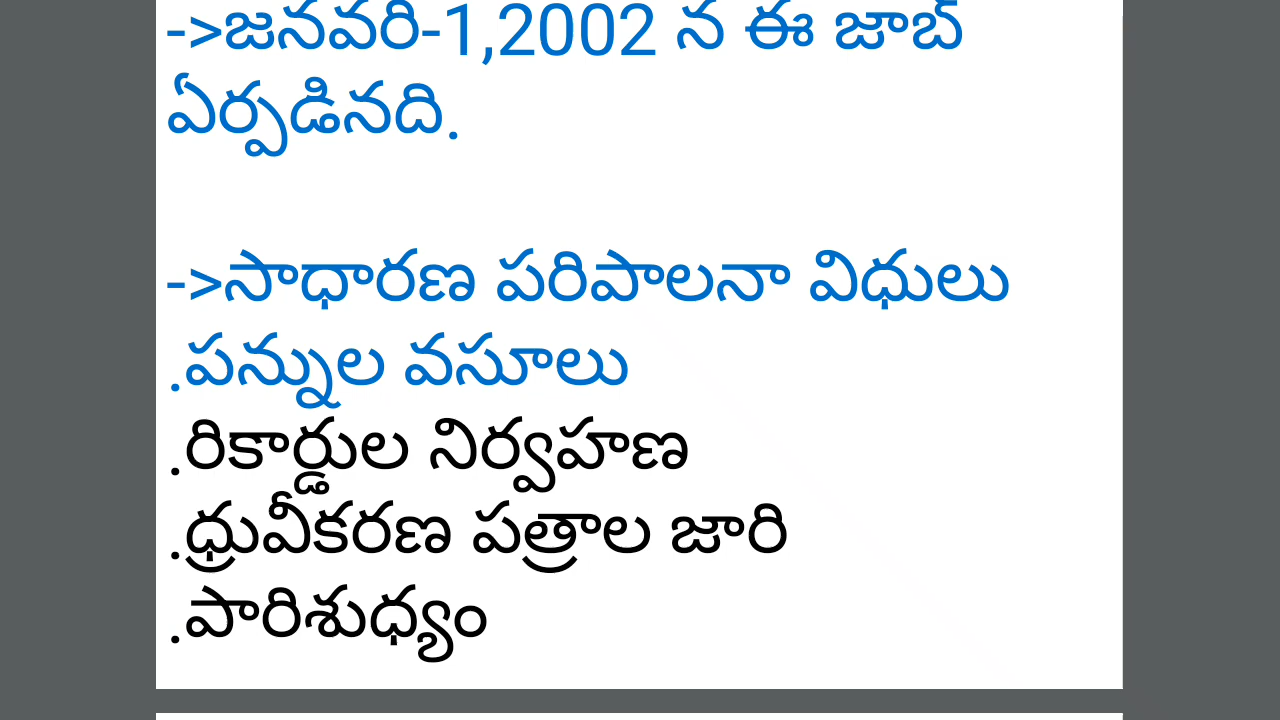 ->జనవరి-1,2002 న ఈ జాబ్
ఏర్పడినది.
->సాధారణ పరిపాలనా విధులు
.పన్నుల వసూలు
.రికార్డుల నిర్వహణ
.ధ్రువీకరణ పత్రాల జారి
.పారిశుధ్యం